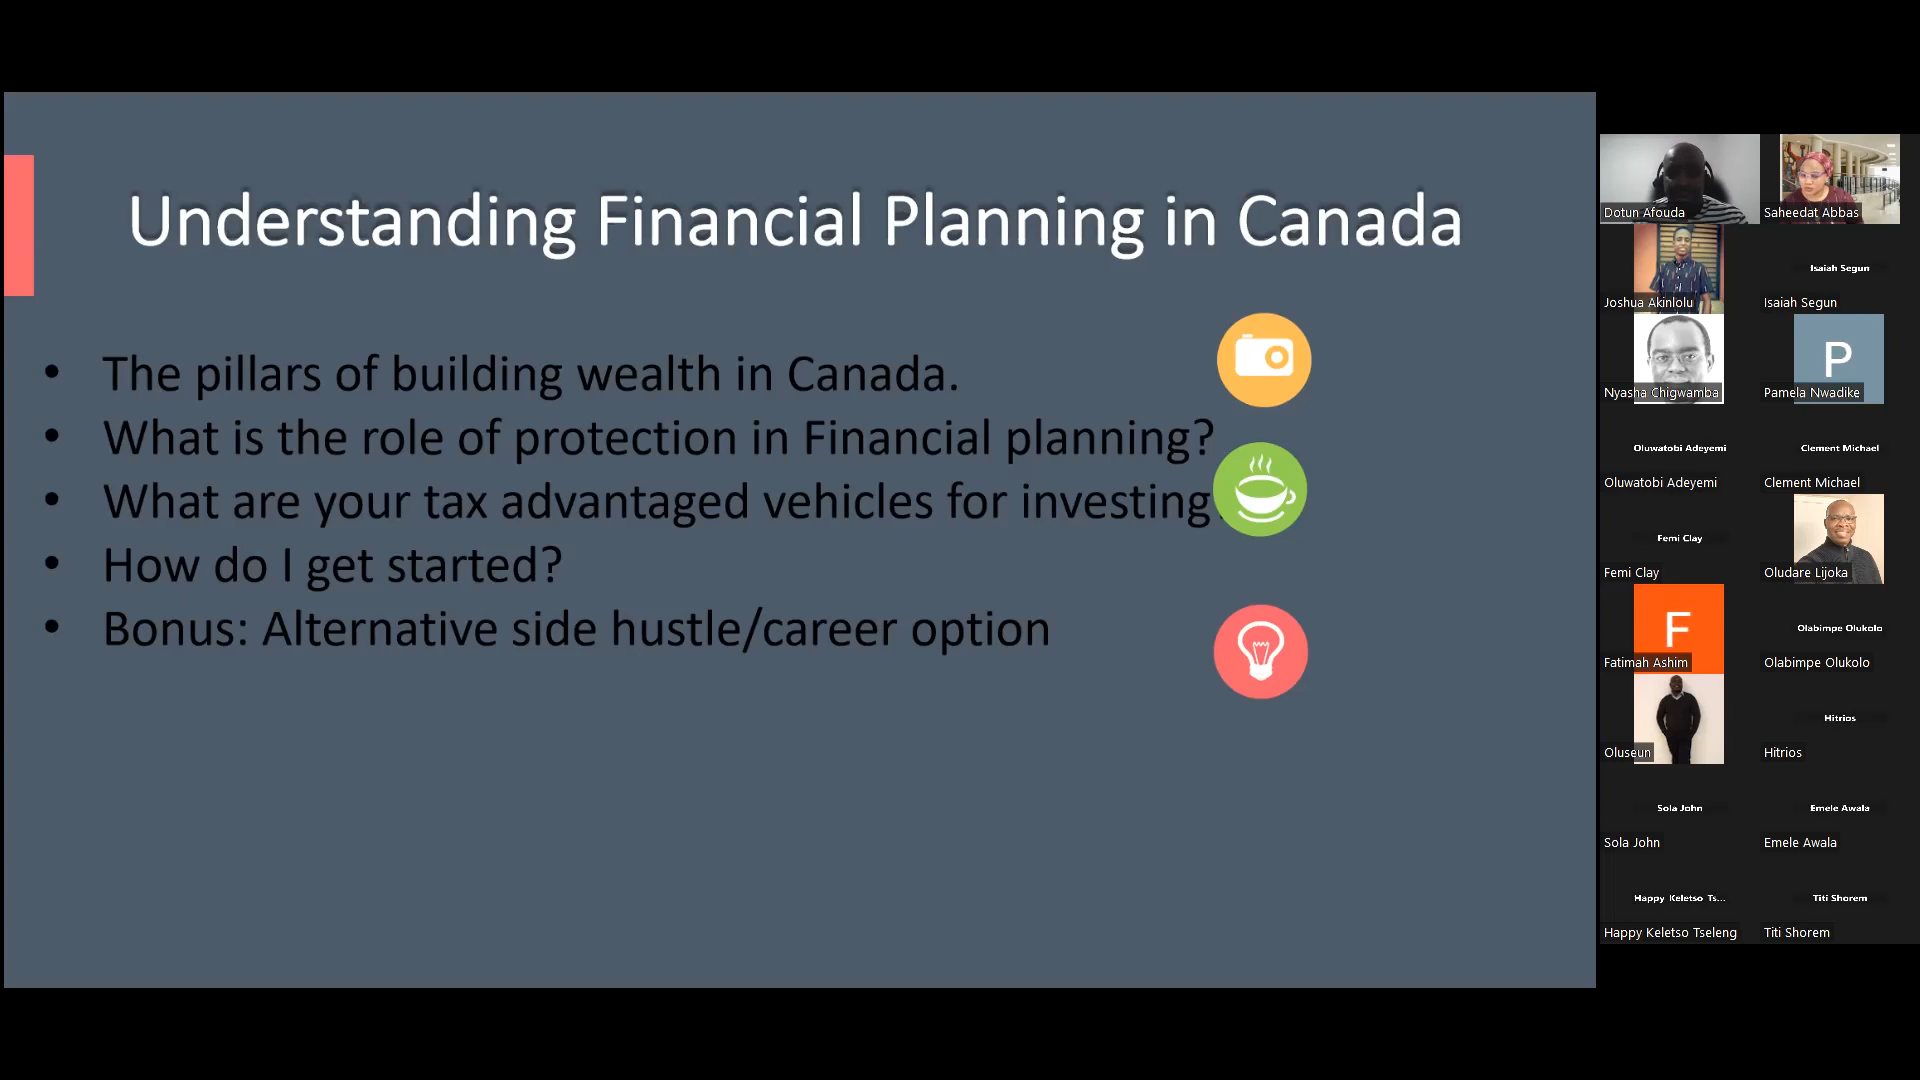 Understanding Financial Planning in Canada
• The pillars of building wealth in Canada.
• What is the role of protection in Financial planning?
• What are your tax advantaged vehicles for investing
• How do I get started?
• Bonus: Alternative side hustle/career option
Dotun Afouda
Saheedat Abbas
Joshua Akinlolu
Isaiah Segun
Isaiah Segun
Nyasha Chigwamba
P
Pamela Nwadike
Oluwatobi Adeyemi
Oluwatobi Adeyemi
Clement Michael
Clement Michael
Femi Clay
Femi Clay
Oludare Lijoka
F
Fatimah Ashim
Olabimpe Olukolo
Olabimpe Olukolo
Oluseun
Hitrios
Hitrios
Sola John
Sola John
Emele Awala
Emele Awala
Happy Keletso Ts...
Happy Keletso Tseleng
Titi Shorem
Titi Shorem